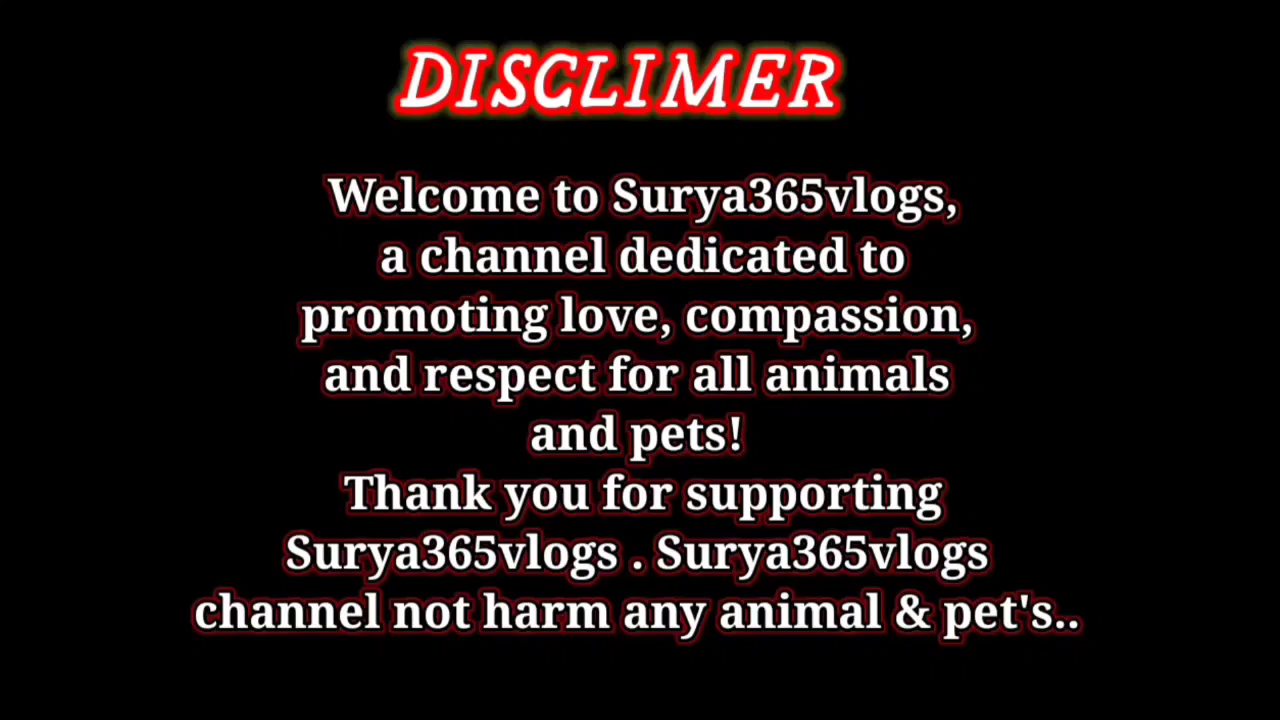 DISCLIMER
Welcome to Surya365vlogs,
a channel dedicated to
promoting love, compassion,
and respect for all animals
and pets!
Thank you for supporting
Surya365vlogs . Surya365vlogs
channel not harm any animal & pet's..